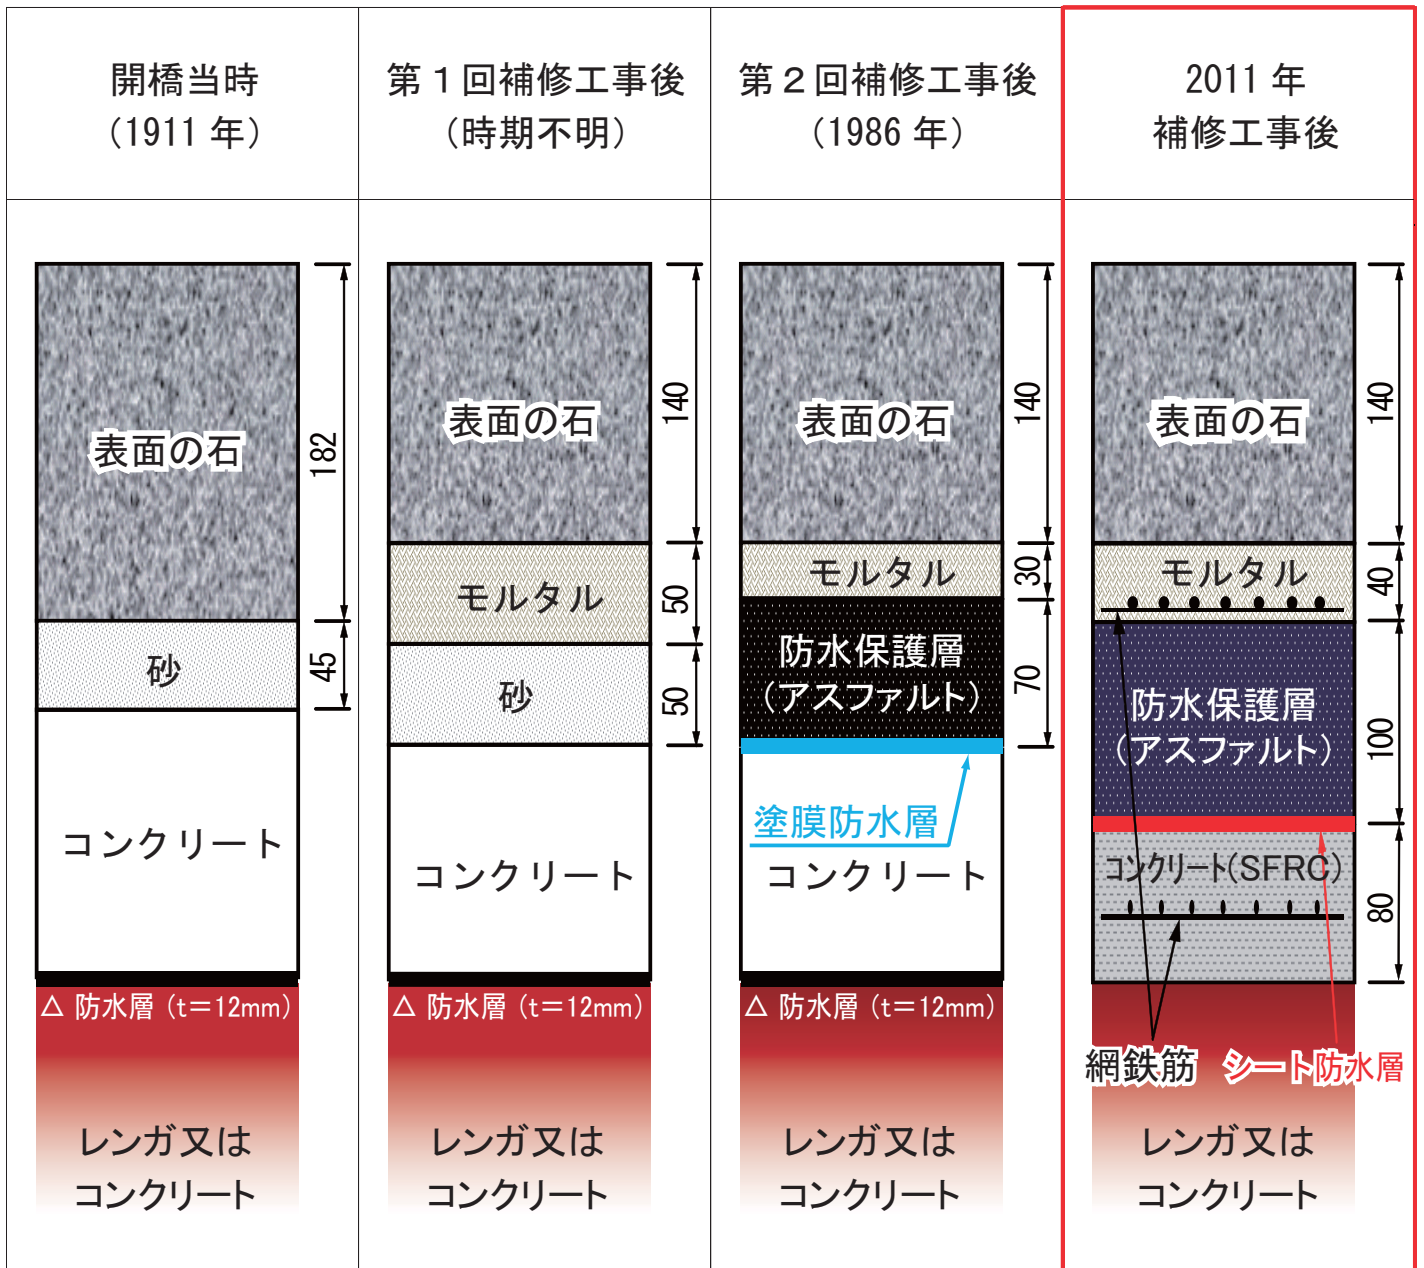 開橋当時
（1911 年）
第１回補修工事後
（時期不明）
第２回補修工事後
（1986 年）
2011 年
補修工事後
表面の石
182
砂
45
コンクリート
△ 防水層（t＝12mm）
レンガ又は
コンクリート
表面の石
140
モルタル
50
砂
50
コンクリート
△ 防水層（t＝12mm）
レンガ又は
コンクリート
表面の石
140
モルタル
30
防水保護層
（アスファルト）
70
塗膜防水層
コンクリート
△ 防水層（t＝12mm）
レンガ又は
コンクリート
表面の石
140
モルタル
40
防水保護層
（アスファルト）
100
コンクリート(SFRC)
80
網鉄筋
シート防水層
レンガ又は
コンクリート